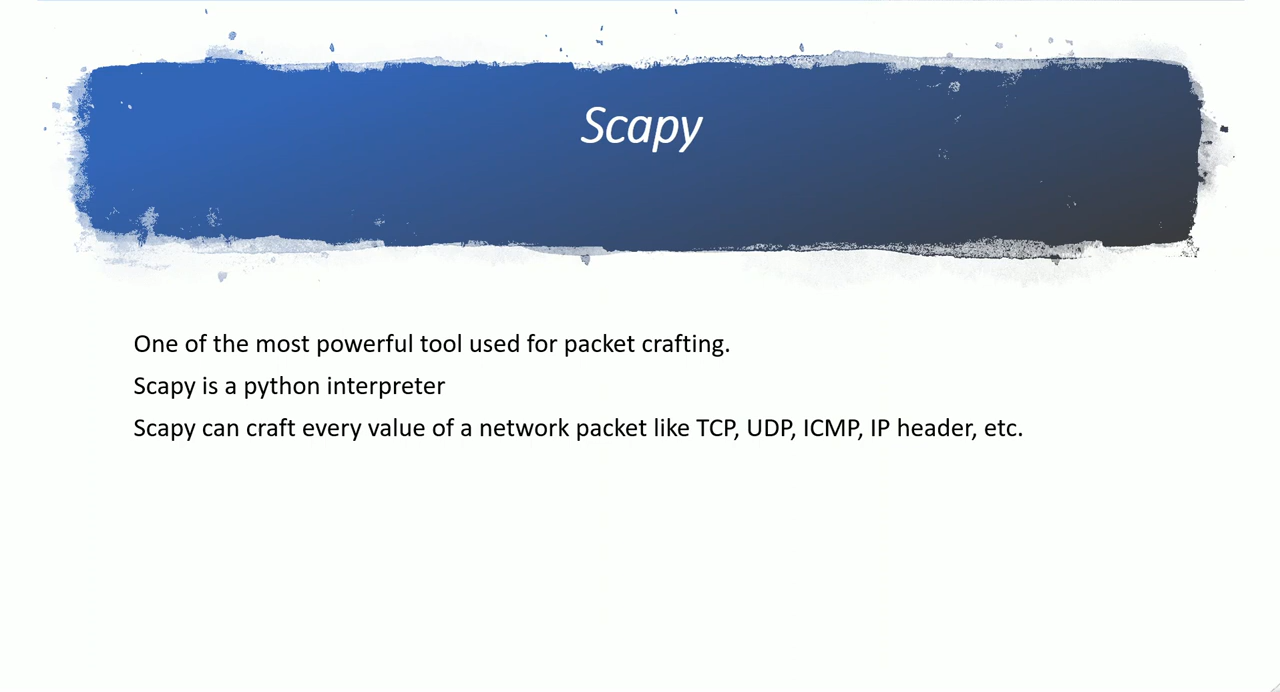 Scapy
One of the most powerful tool used for packet crafting.
Scapy is a python interpreter
Scapy can craft every value of a network packet like TCP, UDP, ICMP, IP header, etc.